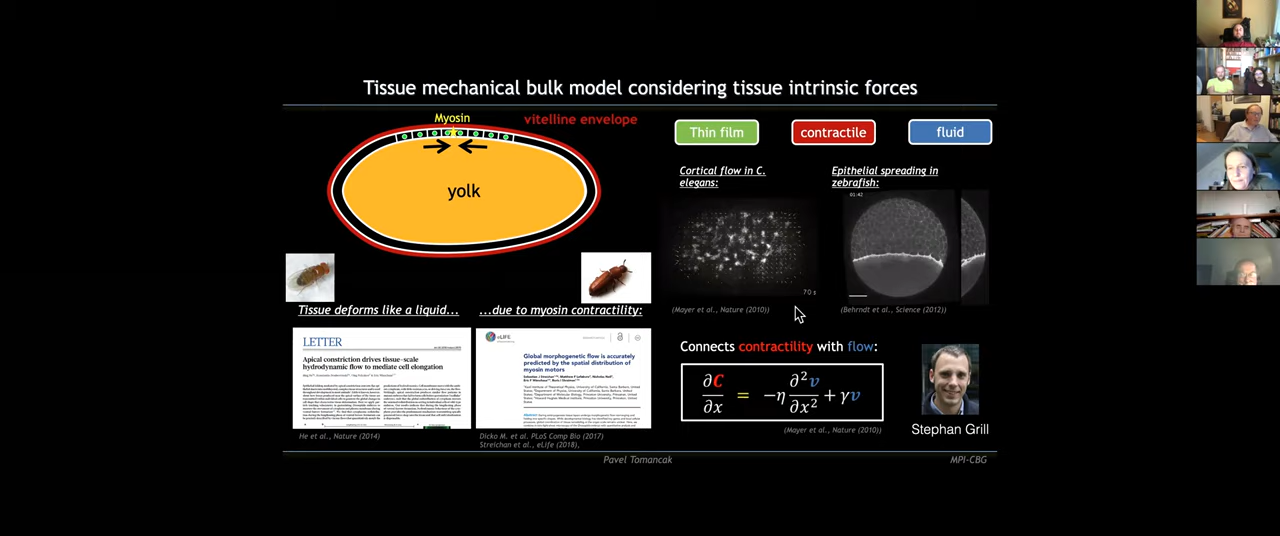 Tissue mechanical bulk model considering tissue intrinsic forces
Myosin
vitelline envelope
yolk
Thin film
contractile
fluid
Cortical flow in C.
elegans:
Epithelial spreading in
zebrafish:
01:42
70 s
(Mayer et al., Nature (2010))
(Behrndt et al., Science (2012))
Tissue deforms like a liquid...
...due to myosin contractility:
LETTER
Apical constriction drives tissue-scale
hydrodynamic flow to mediate cell elongation
eLIFE
Global morphogenetic flow is accurately
predicted by the spatial distribution of
myosin motors
He et al., Nature (2014)
Dicko M. et al. PLoS Comp Bio (2017)
Streichan et al., eLife (2018),
Connects contractility with flow:
∂C/∂x = −η ∂²v/∂x² + γv
(Mayer et al., Nature (2010))
Stephan Grill
Pavel Tomancak
MPI-CBG